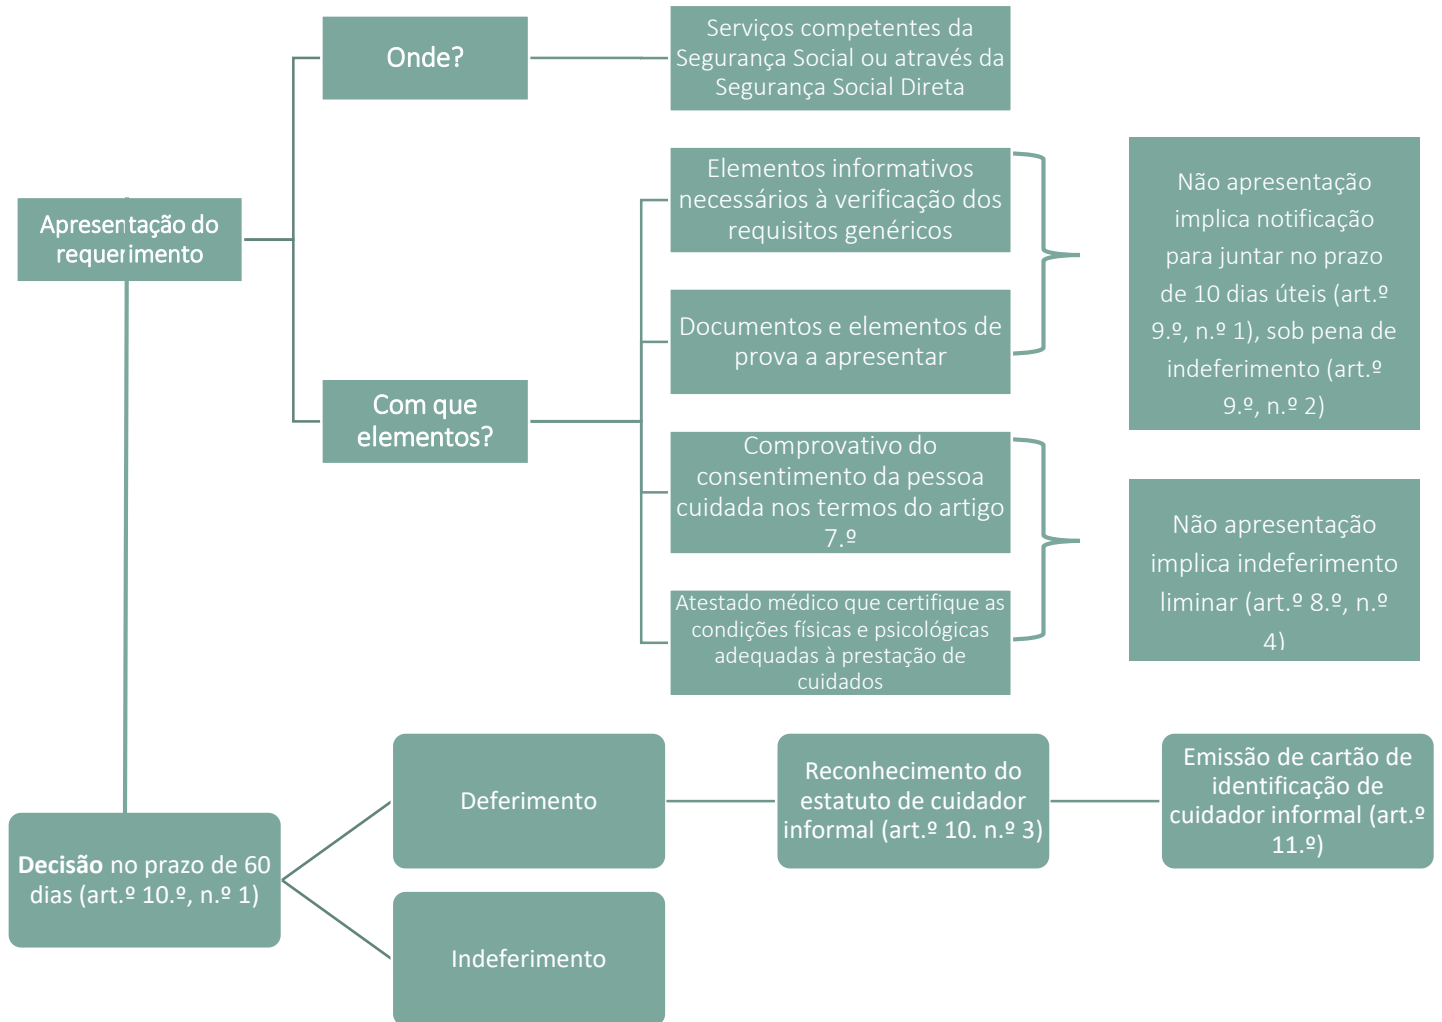 Onde?
Serviços competentes da
Segurança Social ou através da
Segurança Social Direta
Apresentação do
requerimento
Com que
elementos?
Elementos informativos
necessários à verificação dos
requisitos genéricos
Documentos e elementos de
prova a apresentar
Não apresentação
implica notificação
para juntar no prazo
de 10 dias úteis (art.º
9.º, n.º 1), sob pena de
indeferimento (art.º
9.º, n.º 2)
Comprovativo do
consentimento da pessoa
cuidada nos termos do artigo
7.º
Atestado médico que certifique as
condições físicas e psicológicas
adequadas à prestação de
cuidados
Não apresentação
implica indeferimento
liminar (art.º 8.º, n.º
4)
Decisão no prazo de 60
dias (art.º 10.º, n.º 1)
Deferimento
Reconhecimento do
estatuto de cuidador
informal (art.º 10. n.º 3)
Emissão de cartão de
identificação de
cuidador informal (art.º
11.º)
Indeferimento